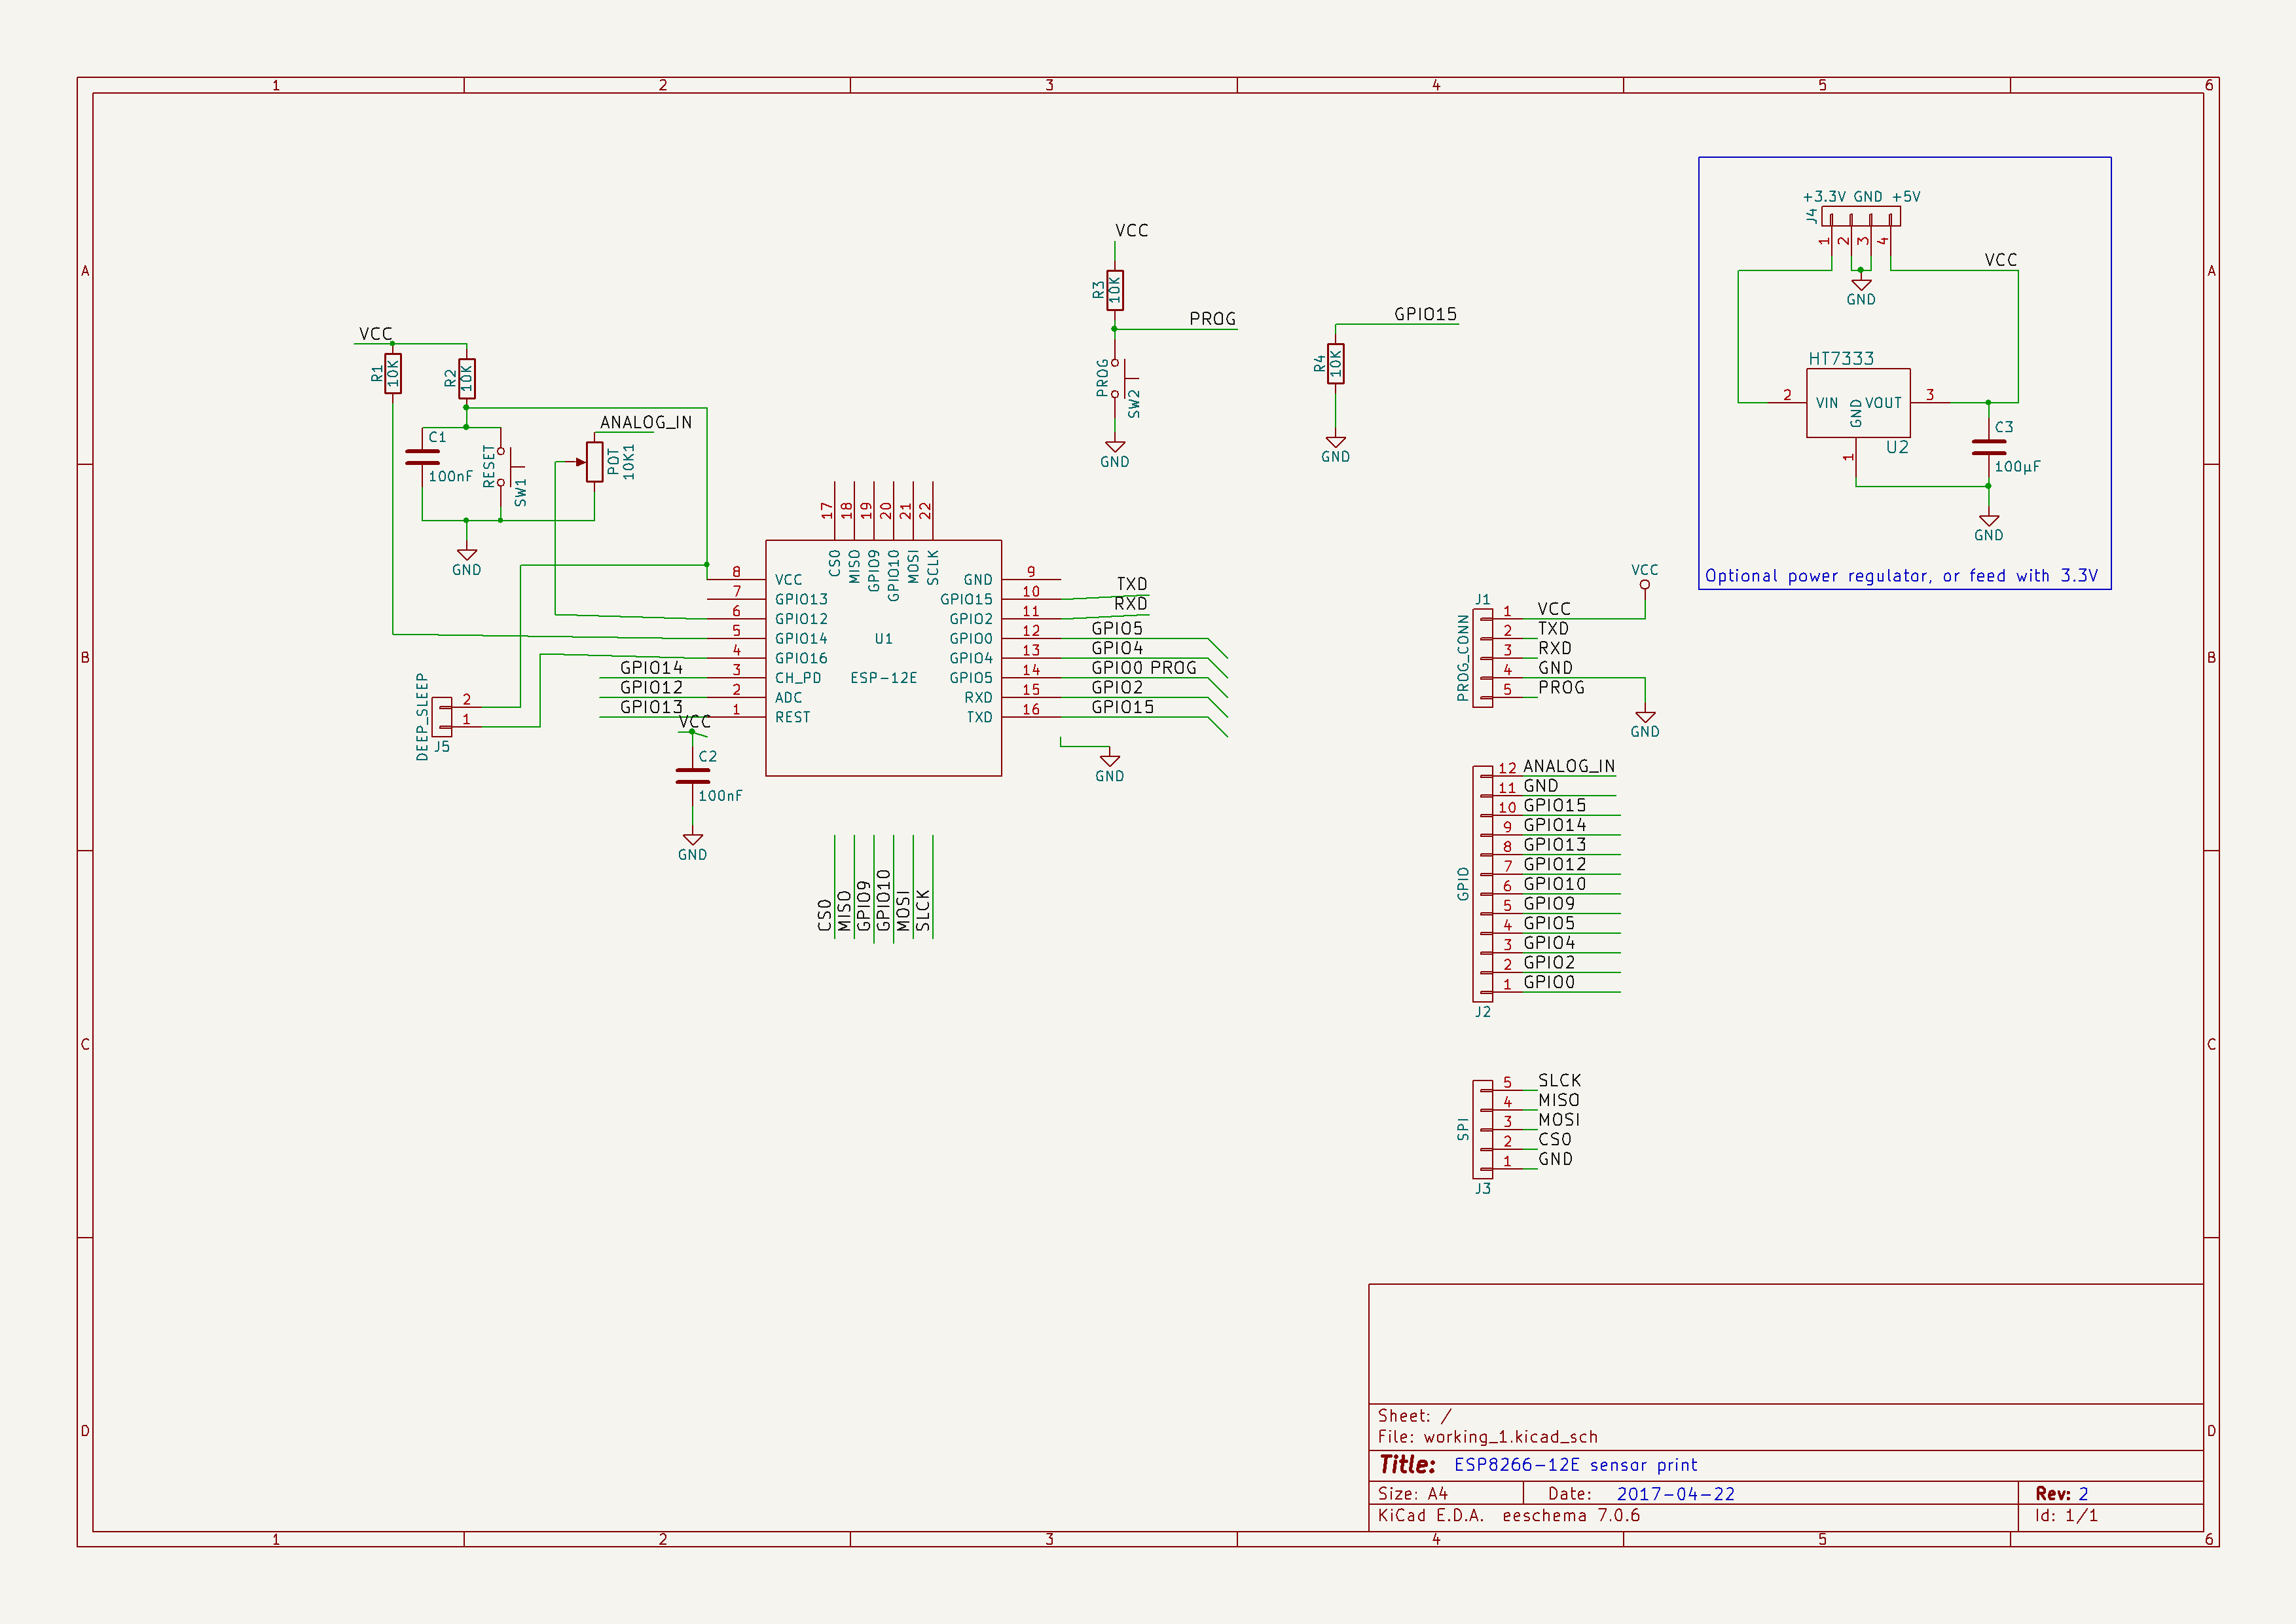 1 2 3 4 5 6
A
B
C
D
A
B
C
D
1 2 3 4 5 6
VCC
R1
10K
R2
10K
C1
100nF
RESET
SW1
ANALOG_IN
POT
10K1
GND
VCC
R3
10K
PROG
PROG
SW2
GND
GPIO15
R4
10K
GND
+3.3V GND +5V
J4
1
2
3
4
GND
VCC
HT7333
2
VIN
GND
VOUT
3
1
U2
C3
100µF
GND
Optional power regulator, or feed with 3.3V
17
18
19
20
21
22
CS0
MISO
GPIO9
GPIO10
MOSI
SCLK
8 VCC
7 GPIO13
6 GPIO12
5 GPIO14
4 GPIO16
GPIO14 3 CH_PD
GPIO12 2 ADC
GPIO13 1 REST
U1
ESP-12E
GND 9
GPIO15 10 TXD
GPIO2 11 RXD
GPIO0 12 GPIO5
GPIO4 13 GPIO4
GPIO5 14 GPIO0 PROG
RXD 15 GPIO2
TXD 16 GPIO15
GND
DEEP_SLEEP
2
1
J5
VCC
C2
100nF
GND
CS0
MISO
GPIO9
GPIO10
MOSI
SLCK
VCC
J1
PROG_CONN
1 VCC
2 TXD
3 RXD
4 GND
5 PROG
GND
GPIO
12 ANALOG_IN
11 GND
10 GPIO15
9 GPIO14
8 GPIO13
7 GPIO12
6 GPIO10
5 GPIO9
4 GPIO5
3 GPIO4
2 GPIO2
1 GPIO0
J2
SPI
5 SLCK
4 MISO
3 MOSI
2 CS0
1 GND
J3
Sheet: /
File: working_1.kicad_sch
Title: ESP8266-12E sensor print
Size: A4 Date: 2017-04-22 Rev: 2
KiCad E.D.A. eeschema 7.0.6 Id: 1/1